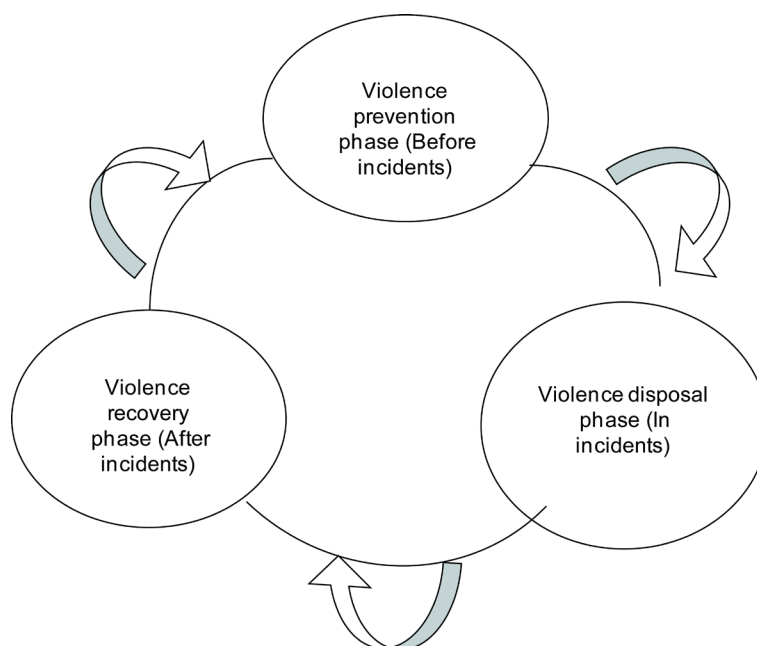 Violence
prevention
phase (Before
incidents)
Violence disposal
phase (In
incidents)
Violence
recovery
phase (After
incidents)